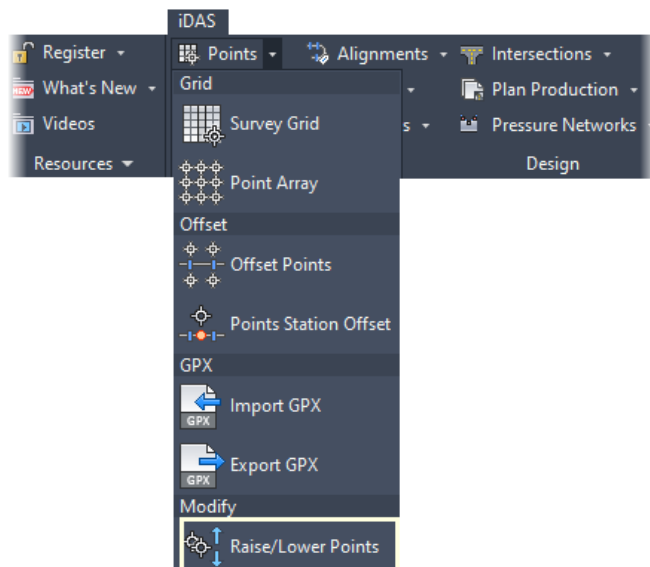 iDAS
Register
Points
Alignments
Intersections
What's New
Plan Production
Videos
s
Pressure Networks
Resources
Design
Grid
Survey Grid
Point Array
Offset
Offset Points
Points Station Offset
GPX
GPX
Import GPX
GPX
Export GPX
Modify
Raise/Lower Points